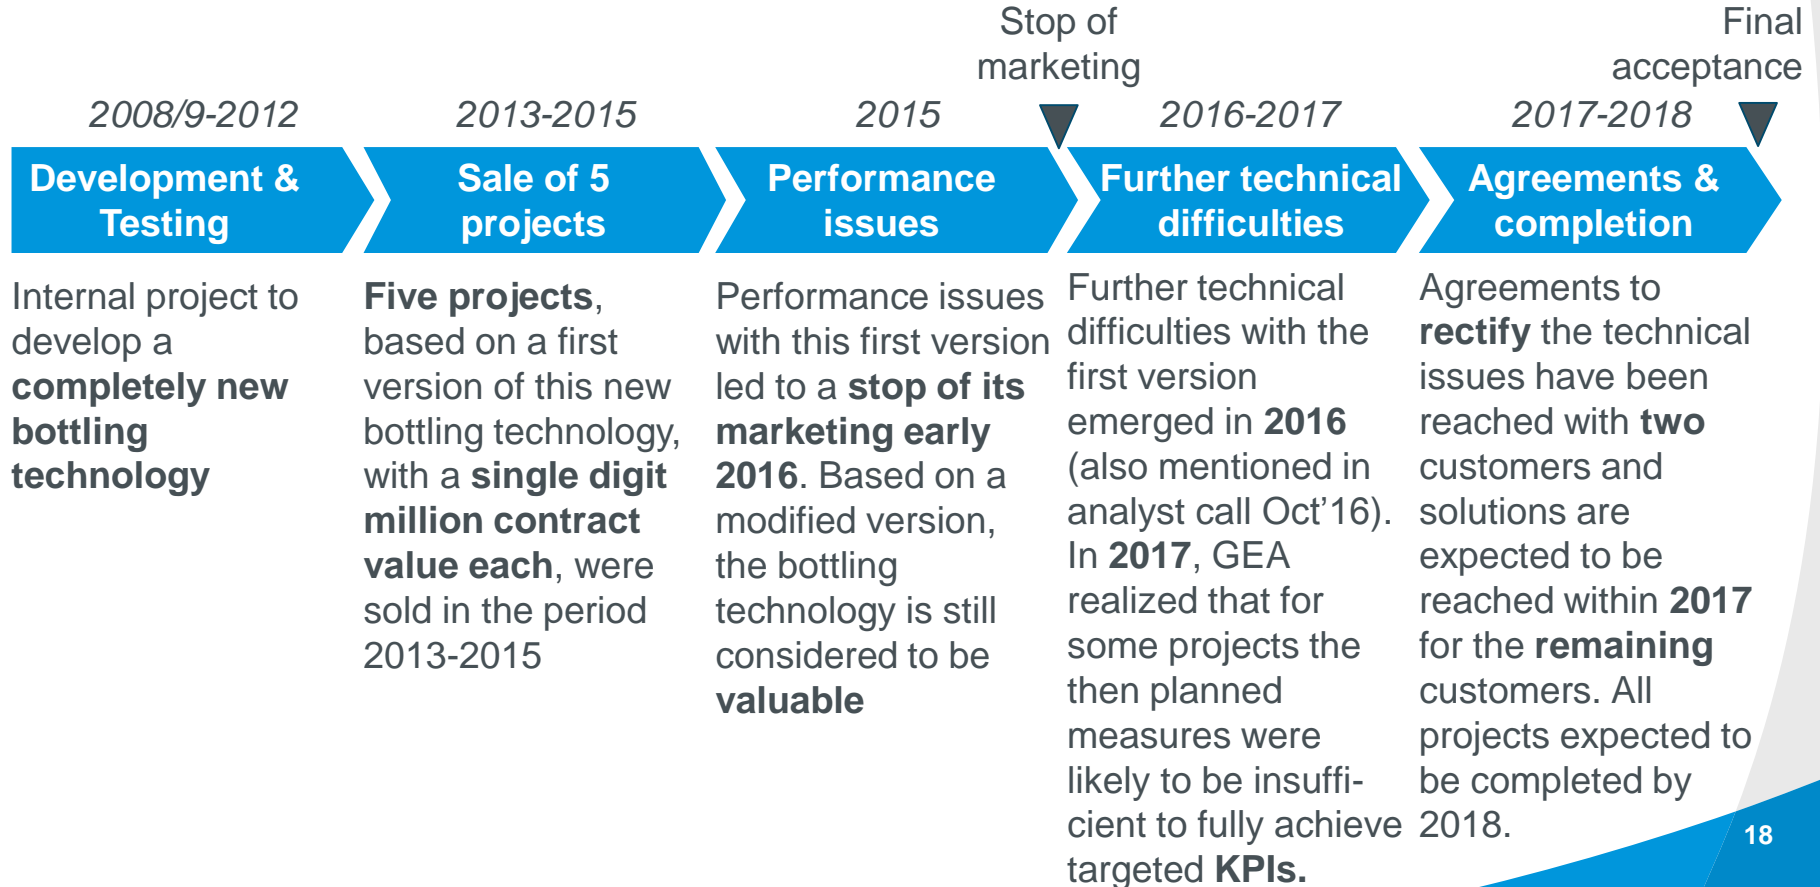 Stop of
marketing
Final
acceptance
2008/9-2012
2013-2015
2015
2016-2017
2017-2018
Development &
Testing
Sale of 5
projects
Performance
issues
Further technical
difficulties
Agreements &
completion
Internal project to
develop a
completely new
bottling
technology
Five projects,
based on a first
version of this new
bottling technology,
with a single digit
million contract
value each, were
sold in the period
2013-2015
Performance issues
with this first version
led to a stop of its
marketing early
2016. Based on a
modified version,
the bottling
technology is still
considered to be
valuable
Further technical
difficulties with the
first version
emerged in 2016
(also mentioned in
analyst call Oct’16).
In 2017, GEA
realized that for
some projects the
then planned
measures were
likely to be insuffi-
cient to fully achieve
targeted KPIs.
Agreements to
rectify the technical
issues have been
reached with two
customers and
solutions are
expected to be
reached within 2017
for the remaining
customers. All
projects expected to
be completed by
2018.
18